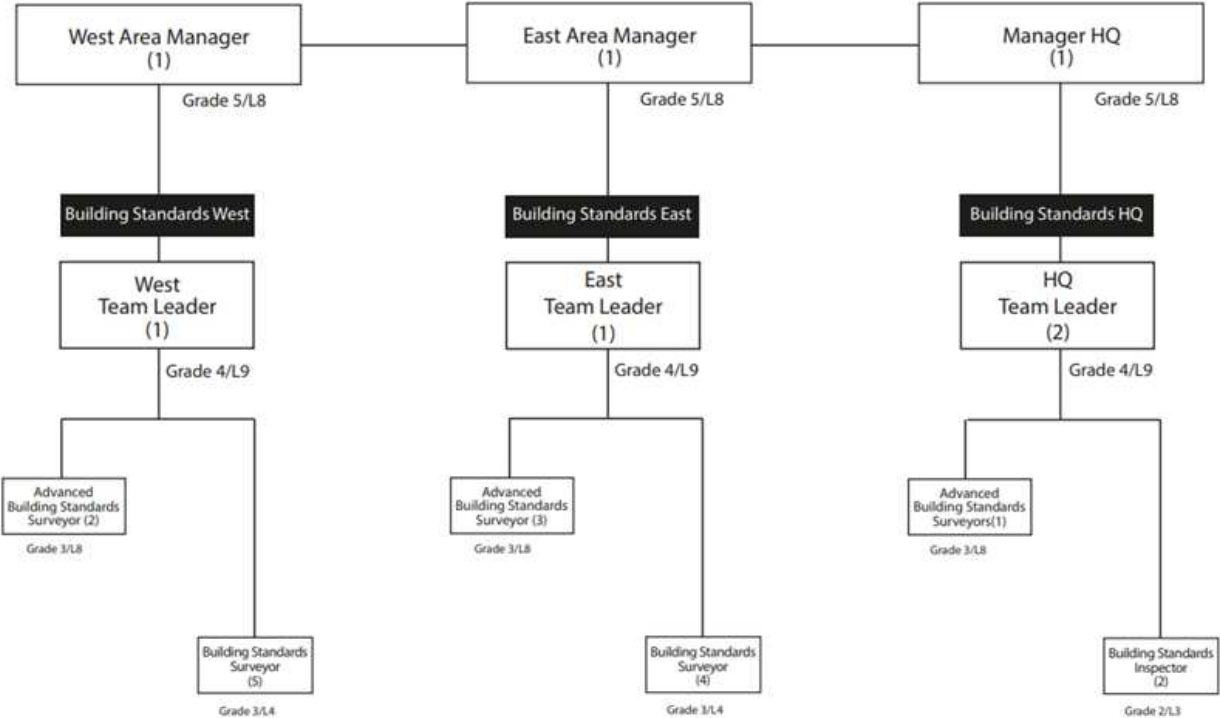 West Area Manager
(1)
Grade 5/L8
East Area Manager
(1)
Grade 5/L8
Manager HQ
(1)
Grade 5/L8
Building Standards West
Building Standards East
Building Standards HQ
West
Team Leader
(1)
Grade 4/L9
East
Team Leader
(1)
Grade 4/L9
HQ
Team Leader
(2)
Grade 4/L9
Advanced
Building Standards
Surveyor (2)
Grade 3/L8
Advanced
Building Standards
Surveyor (3)
Grade 3/L8
Advanced
Building Standards
Surveyors(1)
Grade 3/L8
Building Standards
Surveyor
(5)
Grade 3/L4
Building Standards
Surveyor
(4)
Grade 3/L4
Building Standards
Inspector
(2)
Grade 2/L3